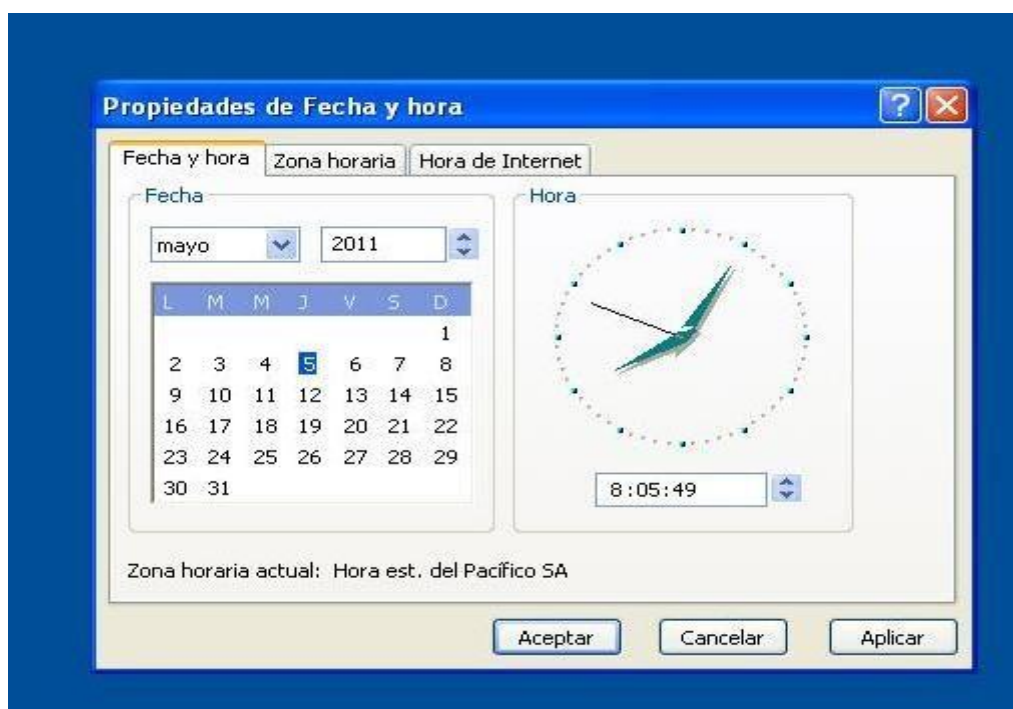 Propiedades de Fecha y hora
Fecha y hora Zona horaria Hora de Internet
Fecha
Hora
mayo 2011
L M M J V S D
1
2 3 4 5 6 7 8
9 10 11 12 13 14 15
16 17 18 19 20 21 22
23 24 25 26 27 28 29
30 31
8:05:49
Zona horaria actual: Hora est. del Pacífico SA
Aceptar Cancelar Aplicar